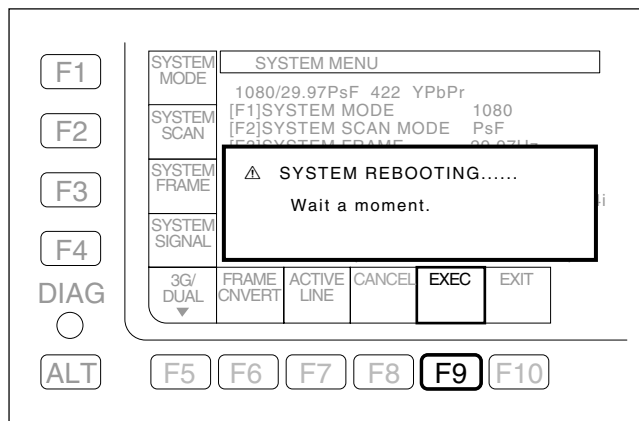 F1
F2
F3
F4
DIAG
ALT
SYSTEM MODE
SYSTEM SCAN
SYSTEM FRAME
SYSTEM SIGNAL
SYSTEM MENU
1080/29.97PsF 422 YPbPr
[F1]SYSTEM MODE 1080
[F2]SYSTEM SCAN MODE PsF
⚠ SYSTEM REBOOTING......
Wait a moment.
3G/ DUAL ▼
FRAME CNVERT
ACTIVE LINE
CANCEL
EXEC
EXIT
F5 F6 F7 F8 F9 F10